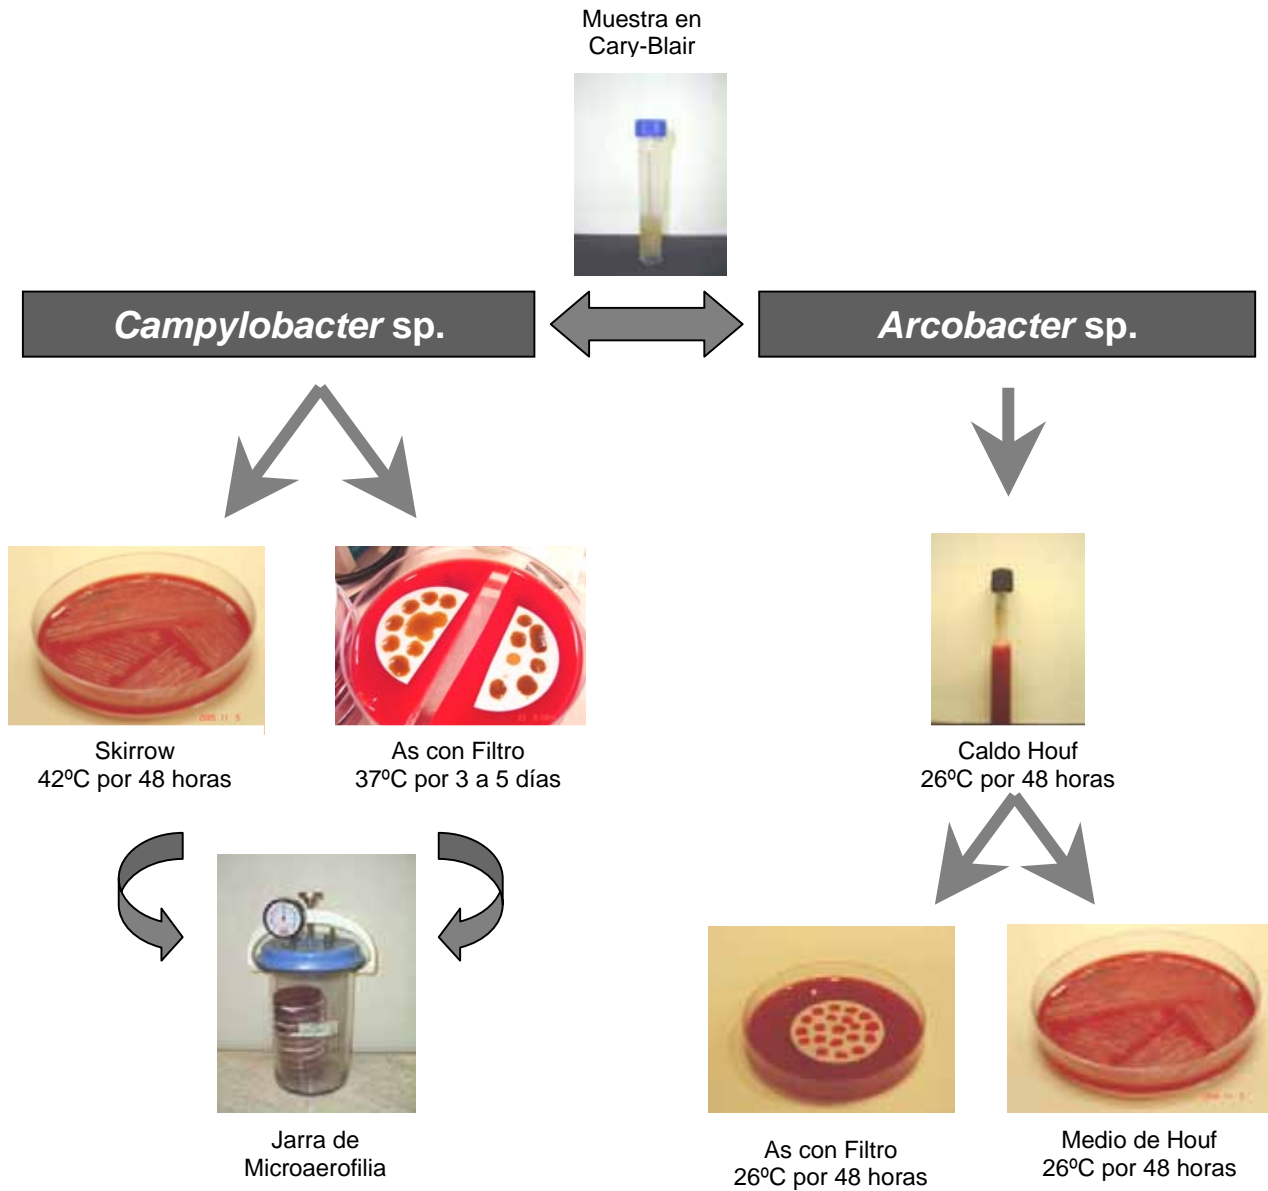 Muestra en
Cary-Blair
Campylobacter sp.
Arcobacter sp.
Skirrow
42ºC por 48 horas
As con Filtro
37ºC por 3 a 5 días
Caldo Houf
26ºC por 48 horas
Jarra de
Microaerofilia
As con Filtro
26ºC por 48 horas
Medio de Houf
26ºC por 48 horas